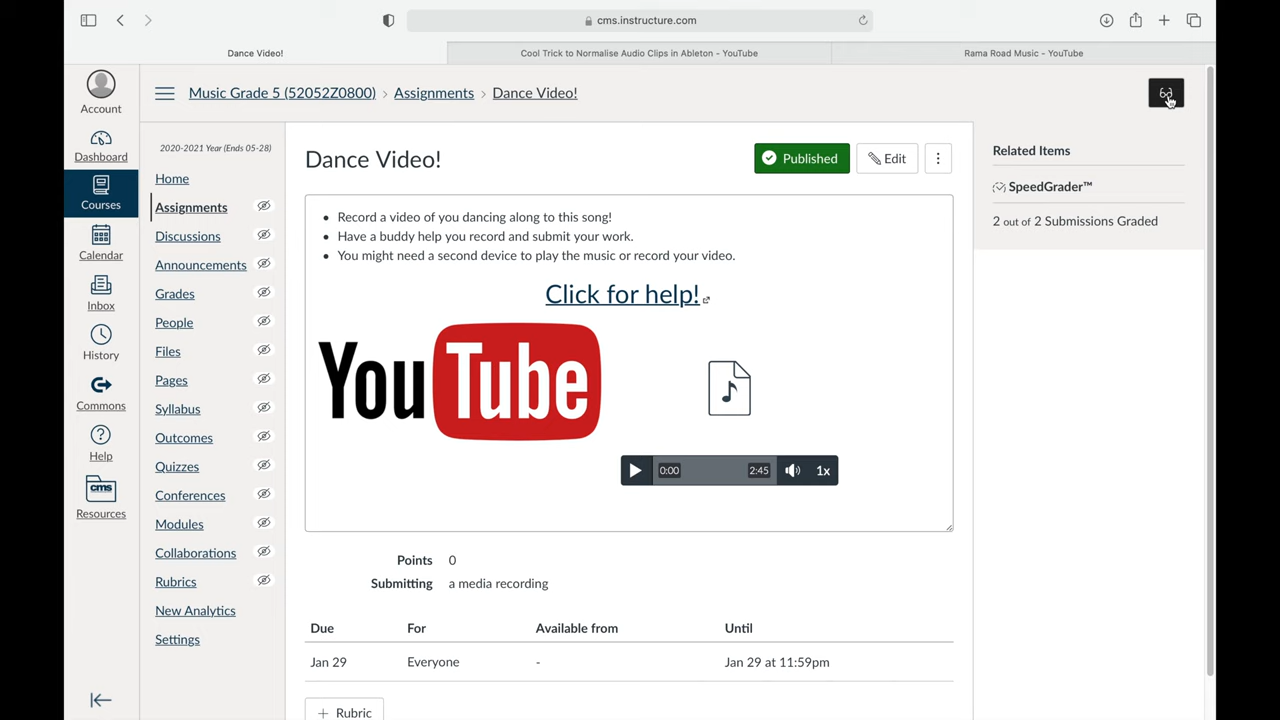 cms.instructure.com
Dance Video!
Cool Trick to Normalise Audio Clips in Ableton - YouTube
Rama Road Music - YouTube
Account
Dashboard
Courses
Calendar
Inbox
History
Commons
Help
cms
Resources
Music Grade 5 (52052Z0800) › Assignments › Dance Video!
2020-2021 Year (Ends 05-28)
Home
Assignments
Discussions
Announcements
Grades
People
Files
Pages
Syllabus
Outcomes
Quizzes
Conferences
Modules
Collaborations
Rubrics
New Analytics
Settings
Dance Video!
Published
Edit
• Record a video of you dancing along to this song!
• Have a buddy help you record and submit your work.
• You might need a second device to play the music or record your video.
Click for help!
YouTube
0:00 2:45 1x
Points 0
Submitting a media recording
Due For Available from Until
Jan 29 Everyone - Jan 29 at 11:59pm
+ Rubric
Related Items
SpeedGrader™
2 out of 2 Submissions Graded